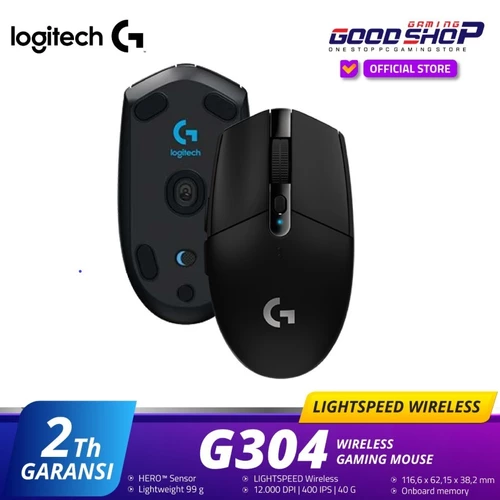 logitech G
GAMING
GOODSHOP
ONE STOP PC GAMING STORE
OFFICIAL STORE
G
logitech
G
LIGHTSPEED WIRELESS
2Th
GARANSI
G304
WIRELESS
GAMING MOUSE
• HERO™ Sensor
• Lightweight 99 g
• LIGHTSPEED Wireless
• 12.000 DPI | 400 IPS | 40 G
• 116,6 x 62,15 x 38,2 mm
• Onboard memory